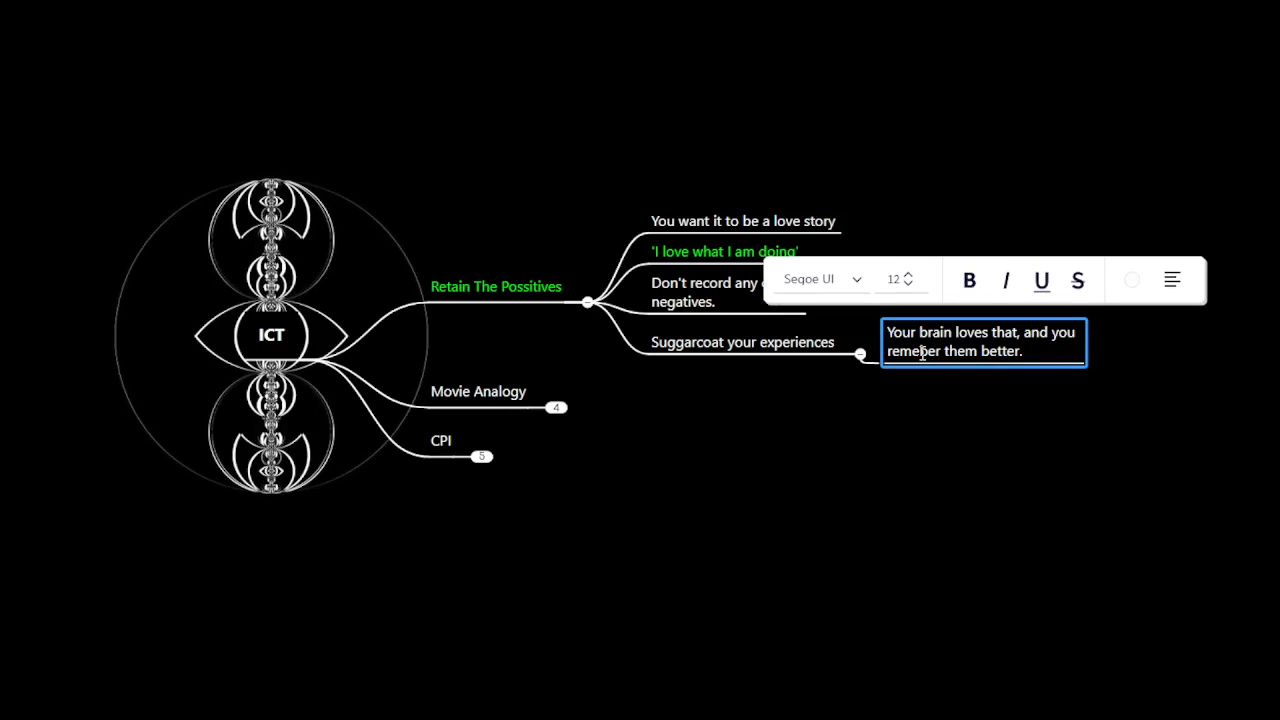 You want it to be a love story
'I love what I am doing'
Segoe UI
12
B I U S
Don't record any
negatives.
Retain The Possitives
ICT
Your brain loves that, and you
remeber them better.
Suggarcoat your experiences
Movie Analogy
4
CPI
5